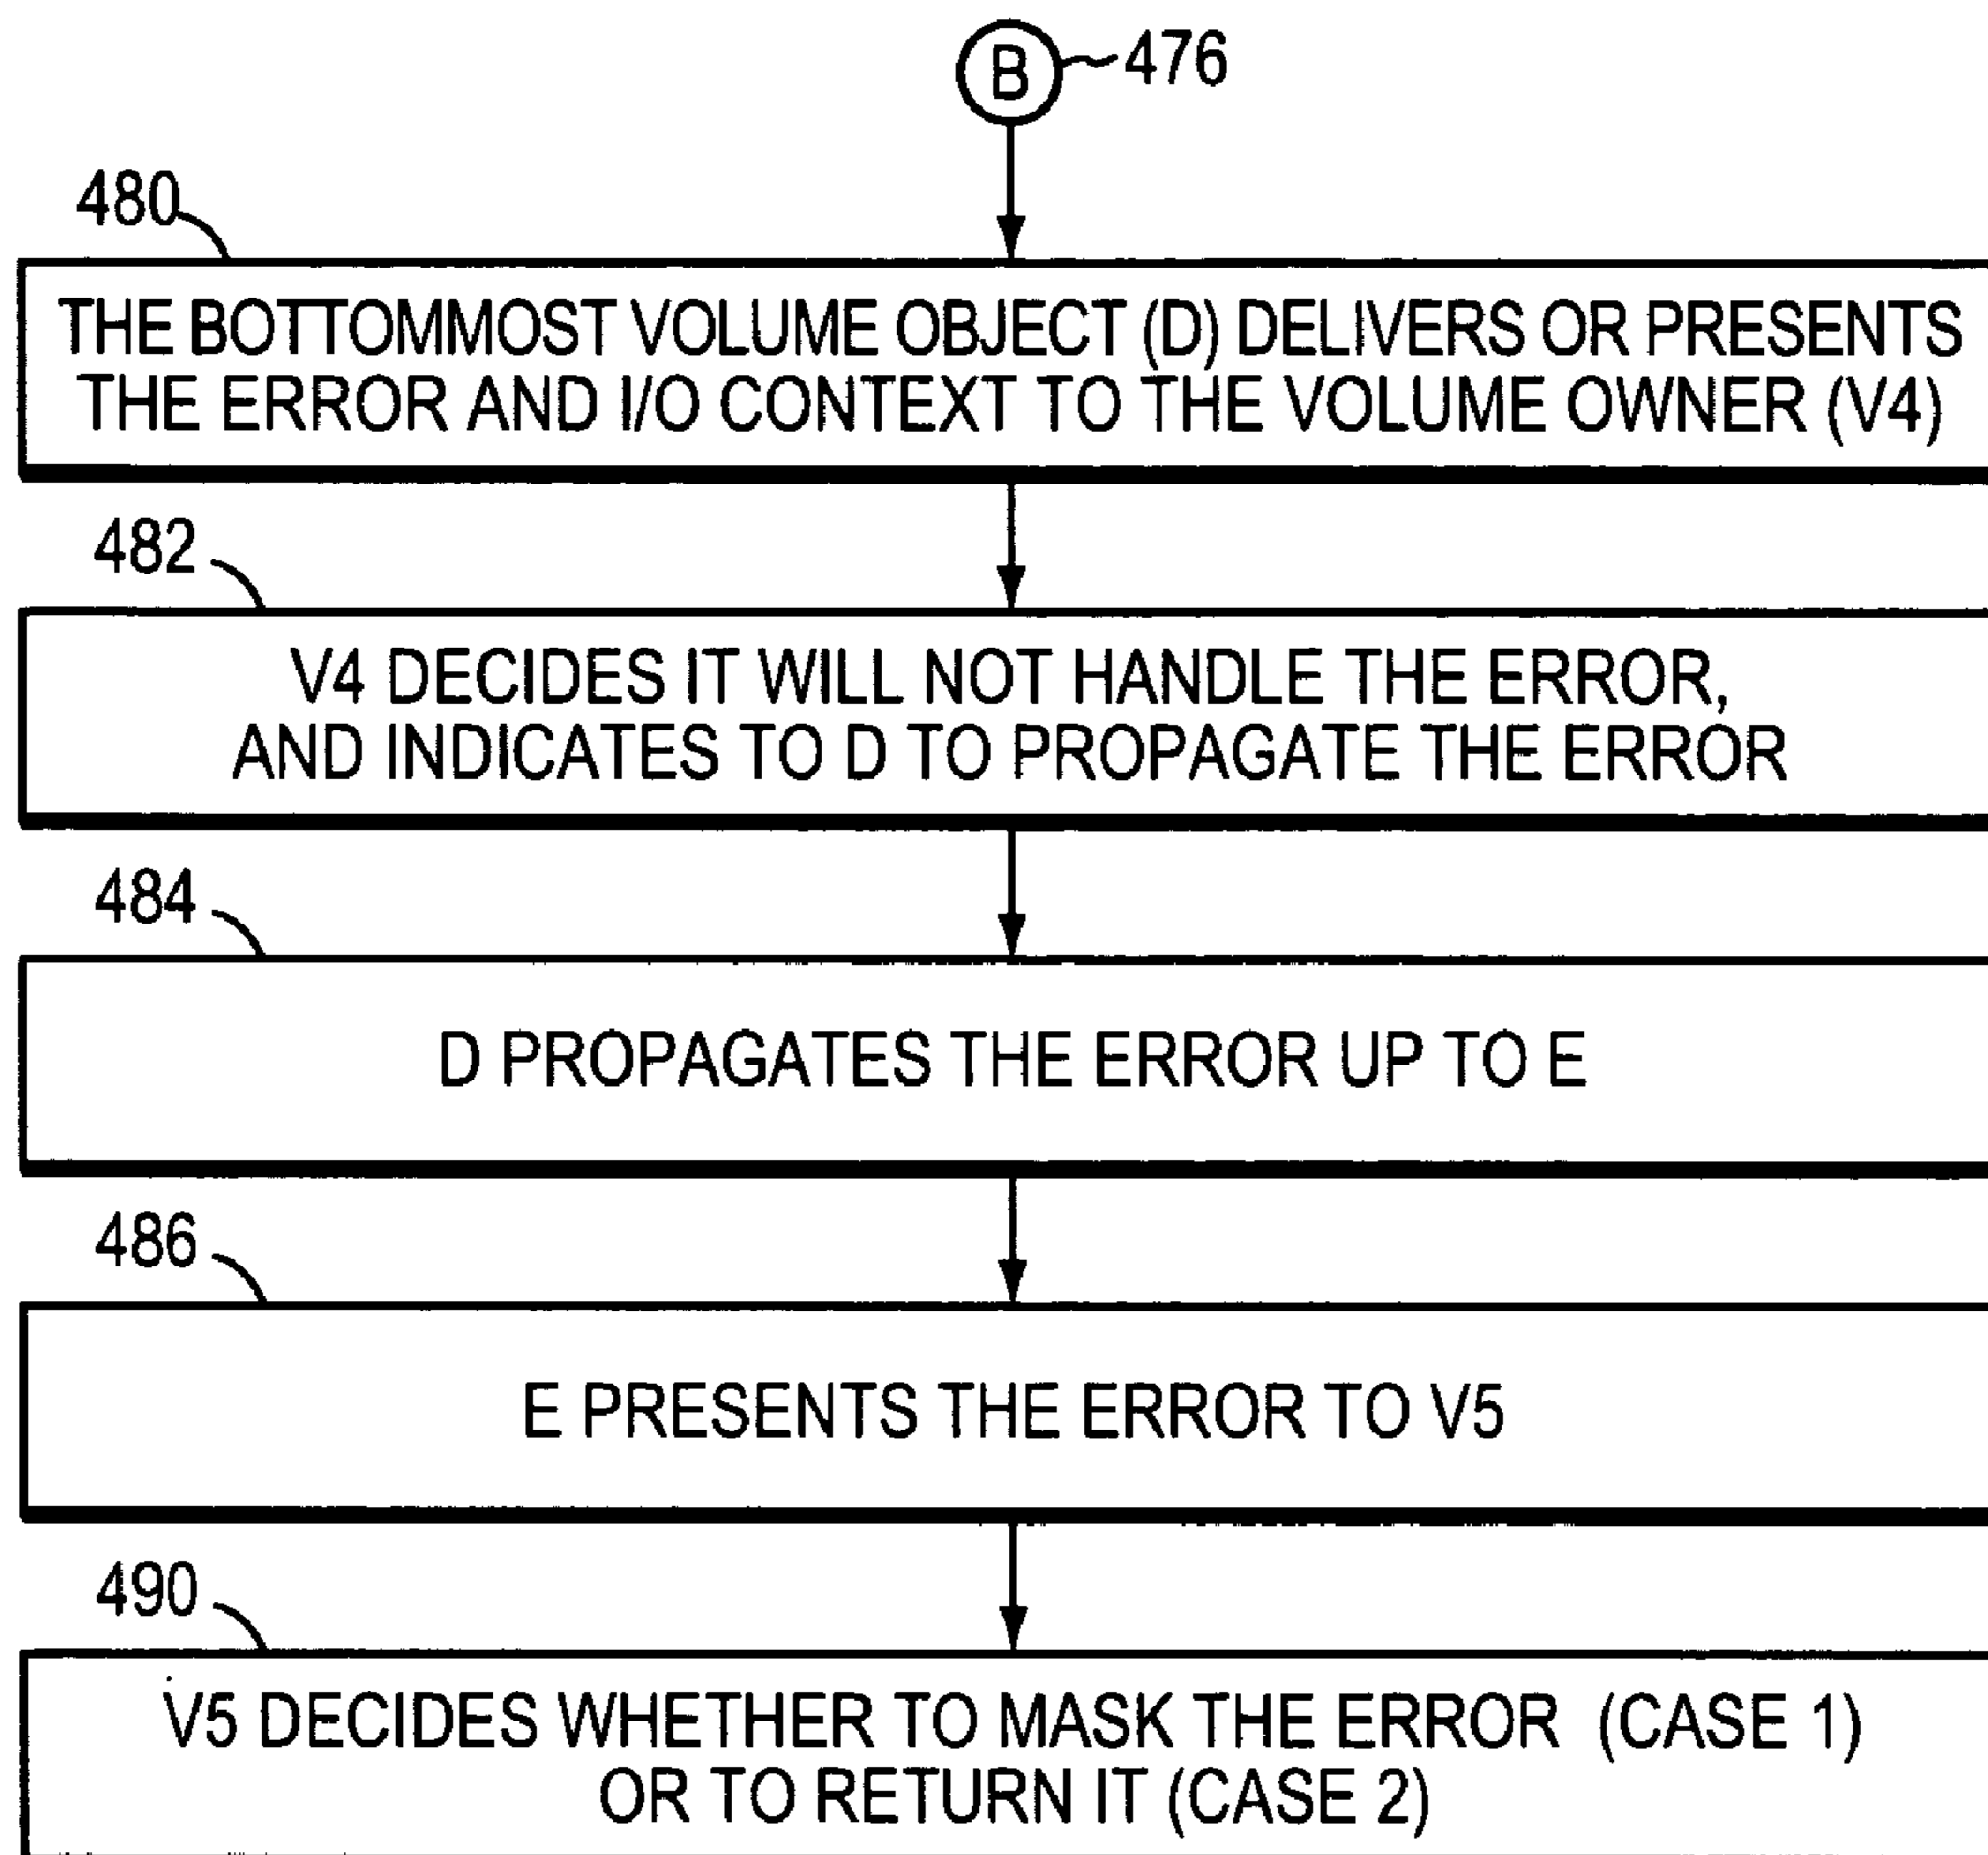 B 476
480
THE BOTTOMMOST VOLUME OBJECT (D) DELIVERS OR PRESENTS
THE ERROR AND I/O CONTEXT TO THE VOLUME OWNER (V4)
482
V4 DECIDES IT WILL NOT HANDLE THE ERROR,
AND INDICATES TO D TO PROPAGATE THE ERROR
484
D PROPAGATES THE ERROR UP TO E
486
E PRESENTS THE ERROR TO V5
490
V5 DECIDES WHETHER TO MASK THE ERROR (CASE 1)
OR TO RETURN IT (CASE 2)